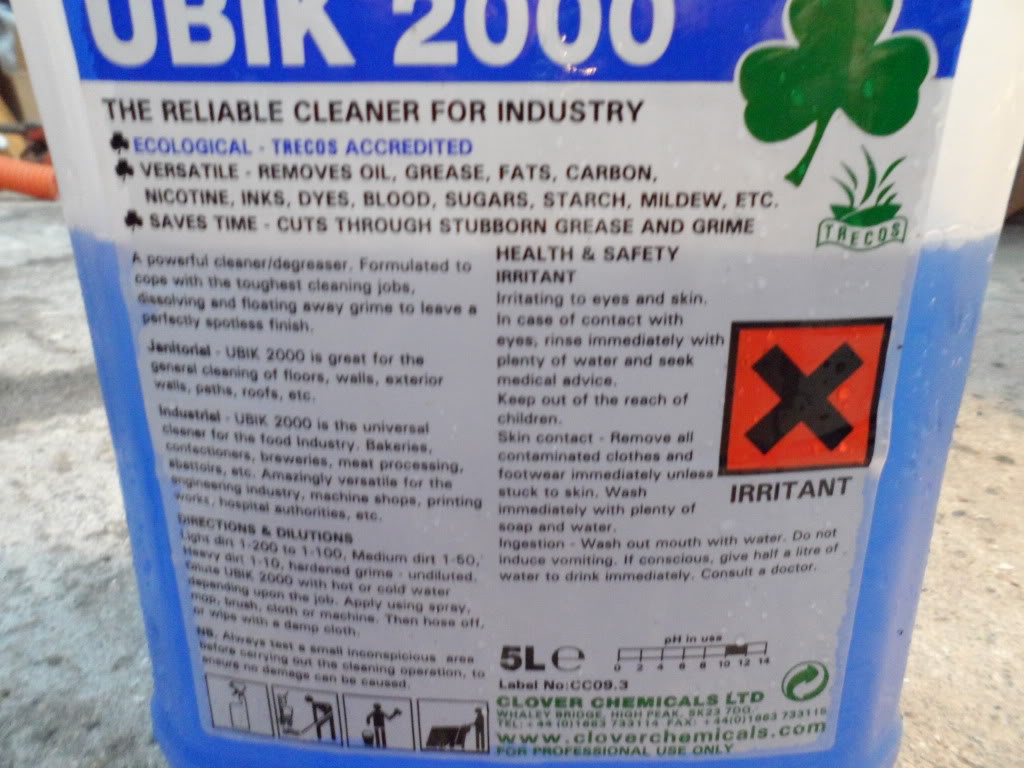 UBIK 2000
THE RELIABLE CLEANER FOR INDUSTRY
ECOLOGICAL - TRECOS ACCREDITED
VERSATILE - REMOVES OIL, GREASE, FATS, CARBON,
NICOTINE, INKS, DYES, BLOOD, SUGARS, STARCH, MILDEW, ETC.
SAVES TIME - CUTS THROUGH STUBBORN GREASE AND GRIME
TRECOS
A powerful cleaner/degreaser. Formulated to
cope with the toughest cleaning jobs,
dissolving and floating away grime to leave a
perfectly spotless finish.
Janitorial - UBIK 2000 is great for the
general cleaning of floors, walls, exterior
walls, paths, roofs, etc.
Industrial - UBIK 2000 is the universal
cleaner for the food industry. Bakeries,
confectioners, breweries, meat processing,
abattoirs, etc. Amazingly versatile for the
engineering industry, machine shops, printing
works, hospital authorities, etc.
DIRECTIONS & DILUTIONS
Light dirt 1-200 to 1-100, Medium dirt 1-50,
Heavy dirt 1-10, hardened grime - undiluted.
Dilute UBIK 2000 with hot or cold water
depending upon the job. Apply using spray,
mop, brush, cloth or machine. Then hose off,
or wipe with a damp cloth.
NB. Always test a small inconspicious area
before carrying out the cleaning operation, to
ensure no damage can be caused.
HEALTH & SAFETY
IRRITANT
Irritating to eyes and skin.
In case of contact with
eyes, rinse immediately with
plenty of water and seek
medical advice.
Keep out of the reach of
children.
Skin contact - Remove all
contaminated clothes and
footwear immediately unless
stuck to skin. Wash
immediately with plenty of
soap and water.
Ingestion - Wash out mouth with water. Do not
induce vomiting. If conscious, give half a litre of
water to drink immediately. Consult a doctor.
IRRITANT
5L e
pH in use
0 2 4 6 8 10 12 14
Label No:CC09.3
CLOVER CHEMICALS LTD
WHALEY BRIDGE, HIGH PEAK, SK23 7DQ.
TEL: +44 (0)1663 733114 FAX: +44(0)1663 733115
www.cloverchemicals.com
FOR PROFESSIONAL USE ONLY